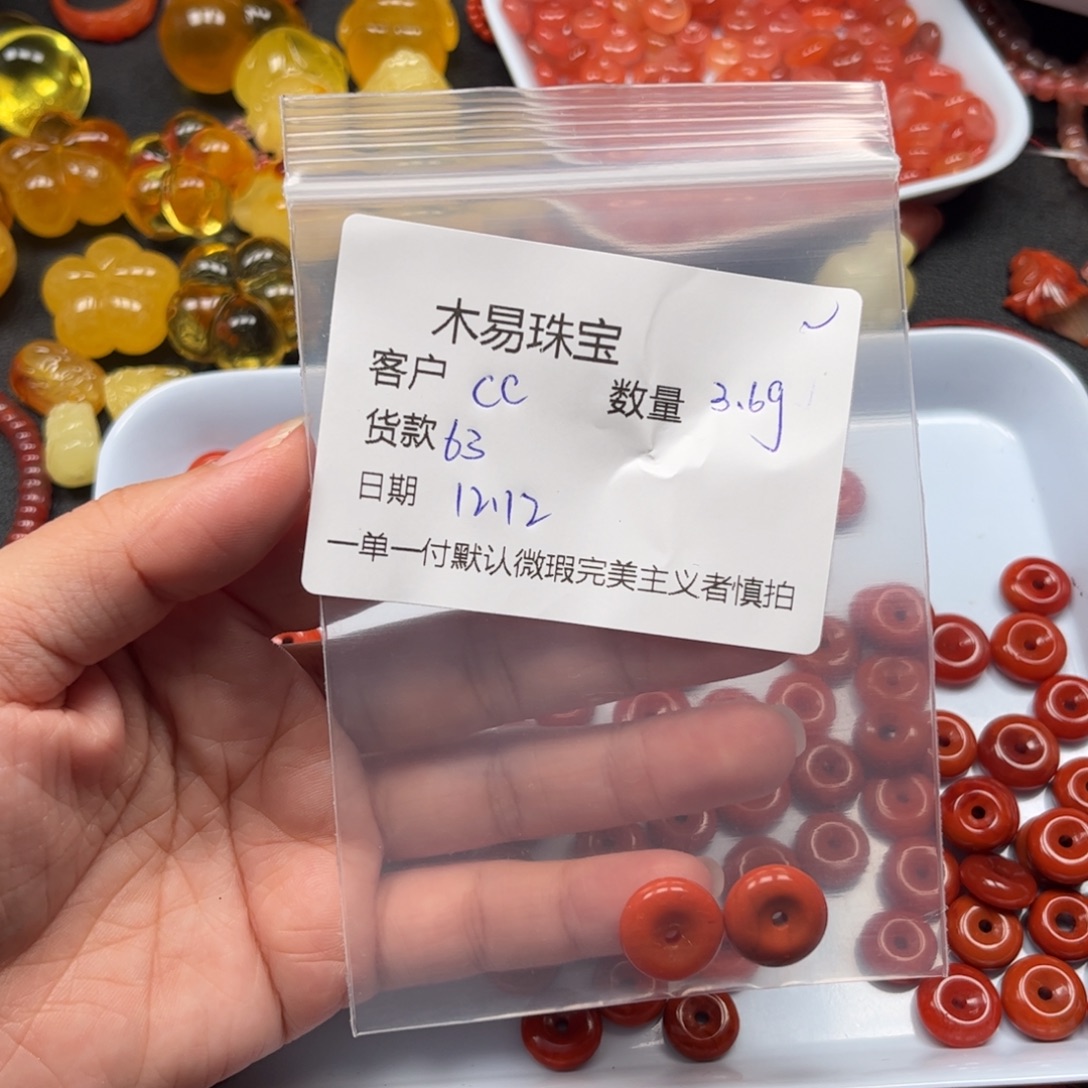 木易珠宝
客户 CC 数量 3.6g
货款 63
日期 12.12
一单一付默认微瑕完美主义者慎拍